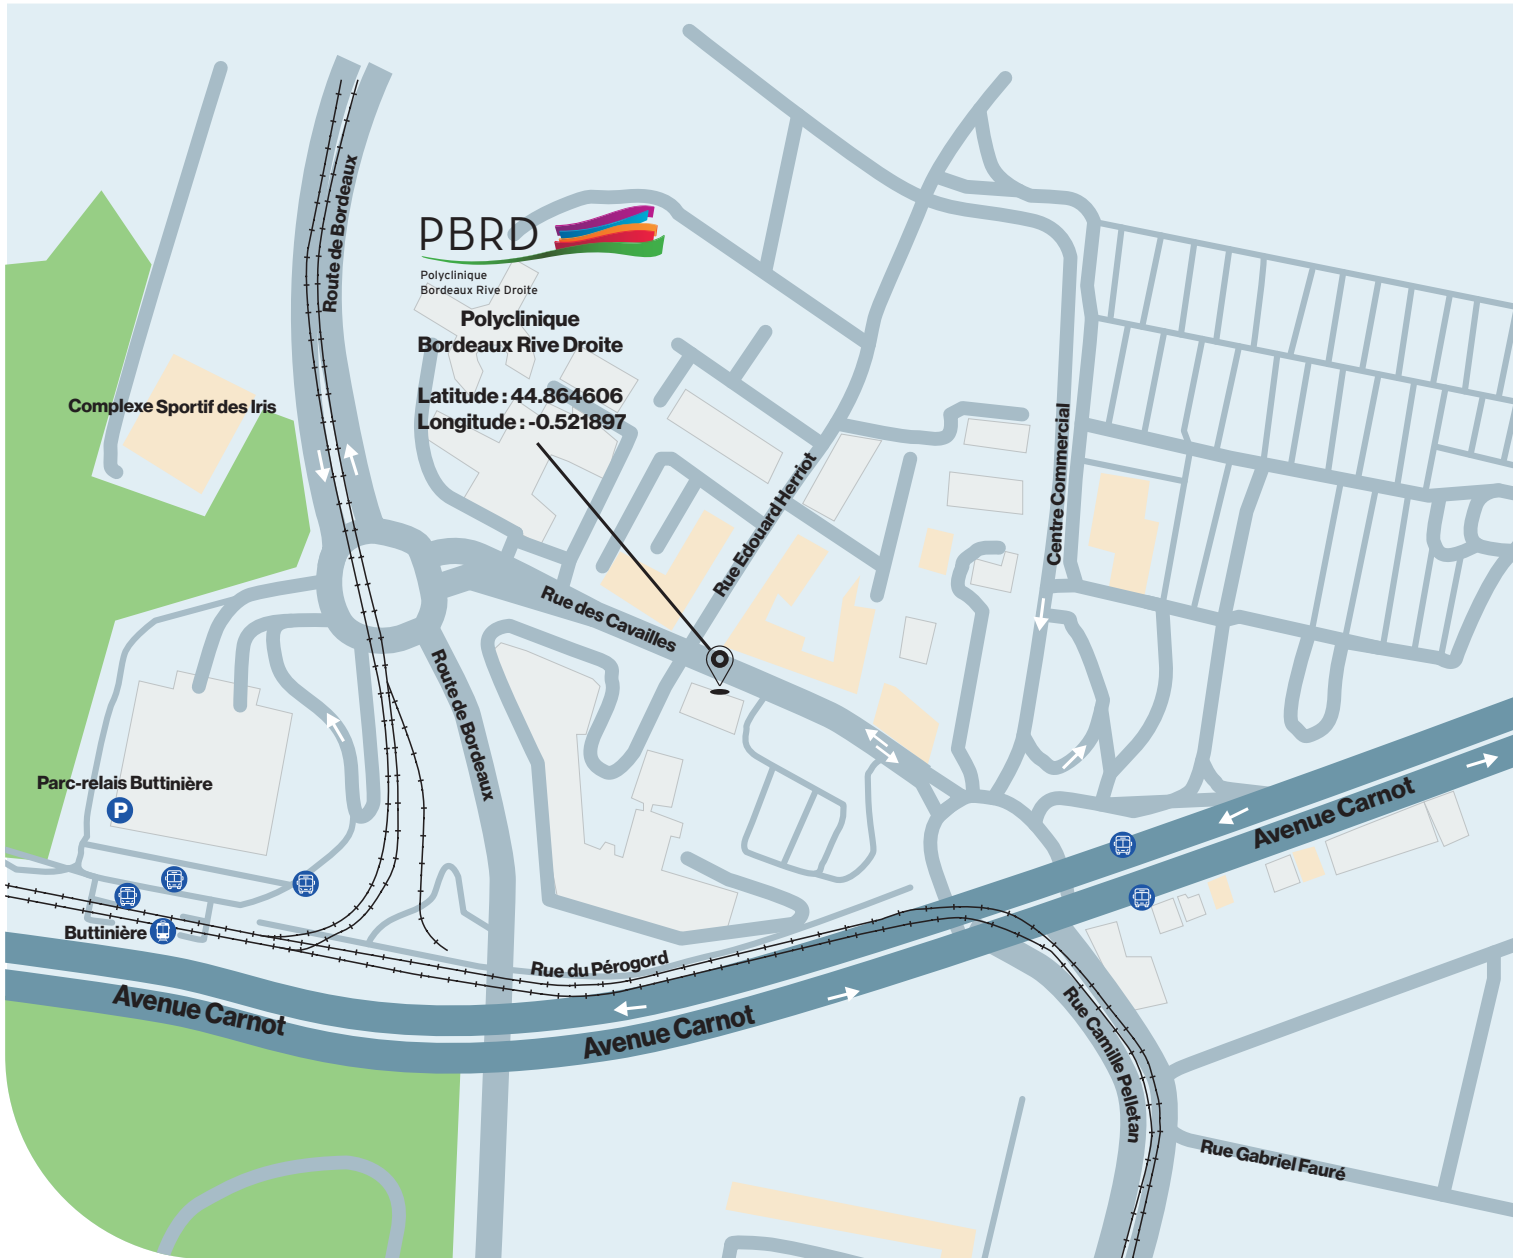 Route de Bordeaux
PBRD
Polyclinique
Bordeaux Rive Droite
Polyclinique
Bordeaux Rive Droite
Latitude : 44.864606
Longitude : -0.521897
Complexe Sportif des Iris
Rue Edouard Herriot
Centre Commercial
Rue des Cavailles
Route de Bordeaux
Parc-relais Buttinière
P
Avenue Carnot
Buttinière
Rue du Pérogord
Avenue Carnot
Avenue Carnot
Rue Camille Pelletan
Rue Gabriel Fauré